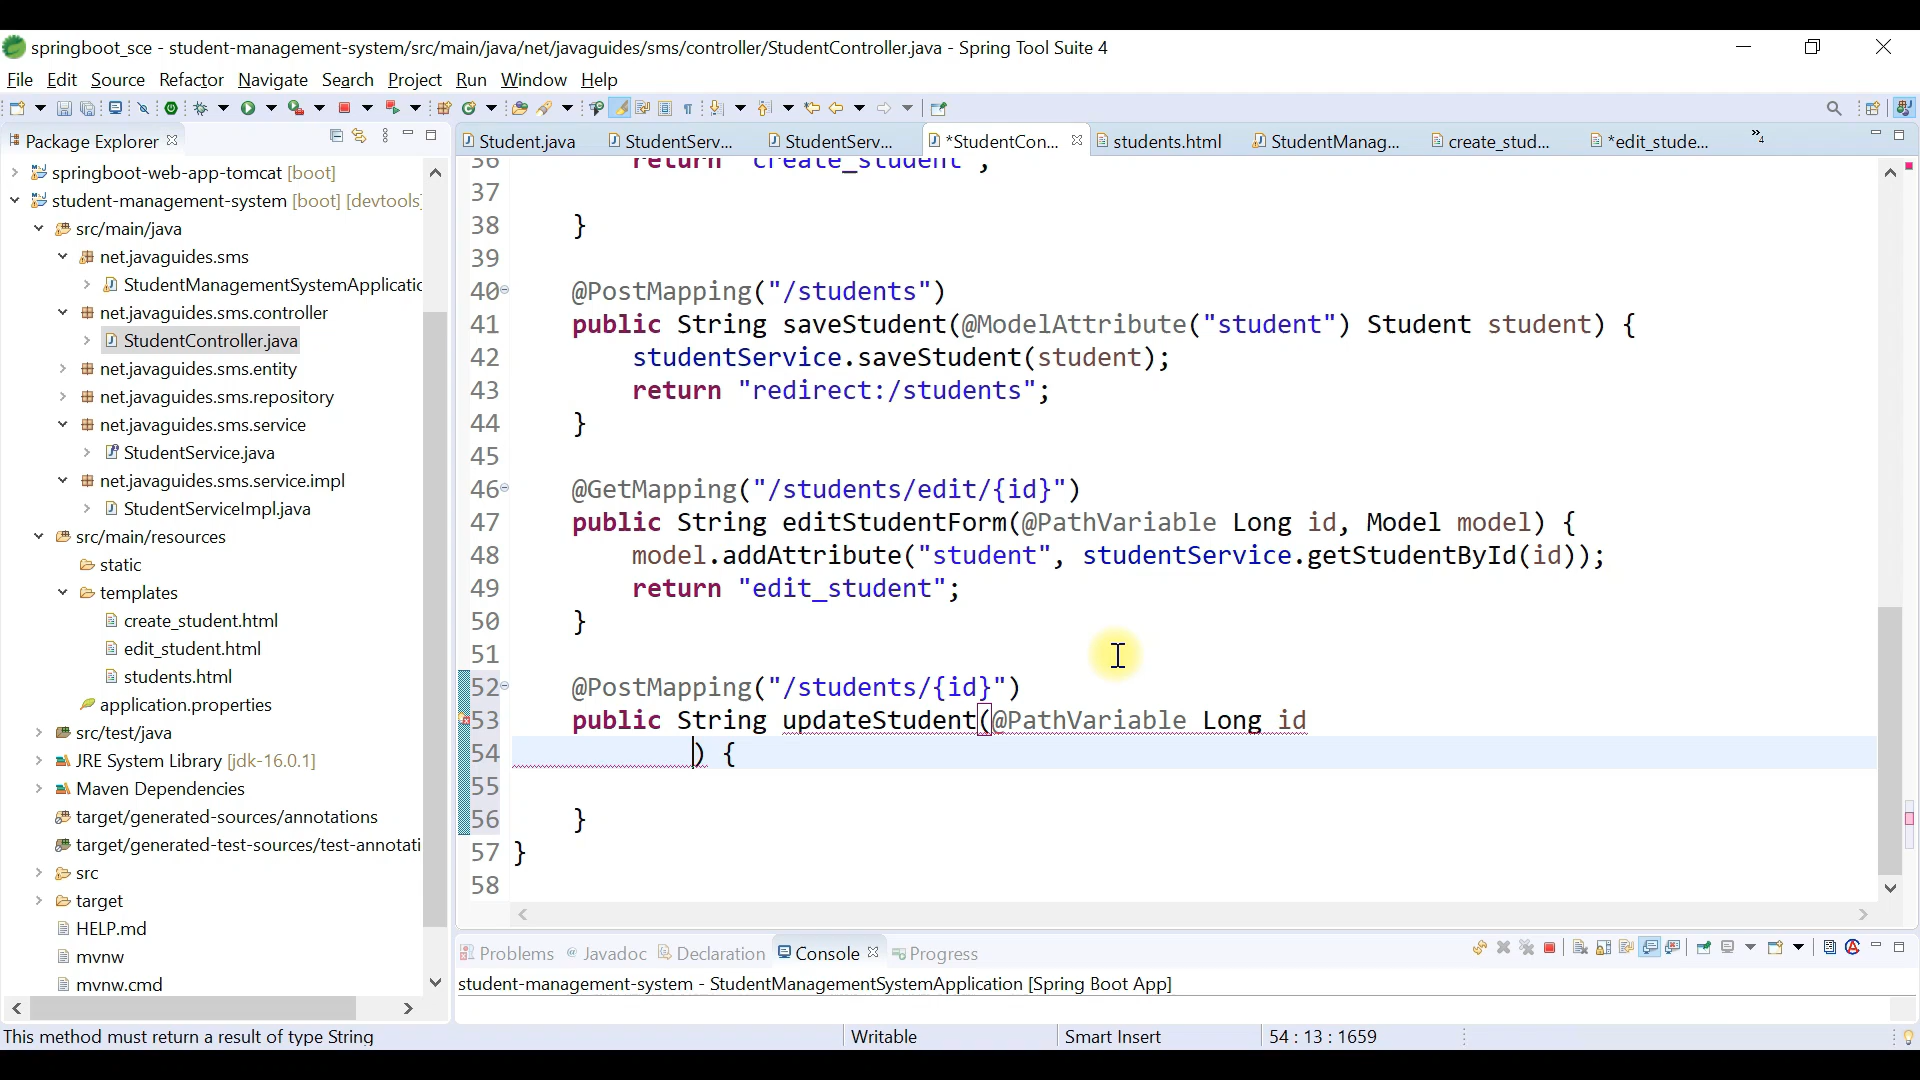 springboot_sce - student-management-system/src/main/java/net/javaguides/sms/controller/StudentController.java - Spring Tool Suite 4
File Edit Source Refactor Navigate Search Project Run Window Help
Package Explorer
Student.java StudentServ... StudentServ... *StudentCon... students.html StudentManag... create_stud... *edit_stude... »4
springboot-web-app-tomcat [boot]
student-management-system [boot] [devtools]
src/main/java
net.javaguides.sms
StudentManagementSystemApplicatic
net.javaguides.sms.controller
StudentController.java
net.javaguides.sms.entity
net.javaguides.sms.repository
net.javaguides.sms.service
StudentService.java
net.javaguides.sms.service.impl
StudentServiceImpl.java
src/main/resources
static
templates
create_student.html
edit_student.html
students.html
application.properties
src/test/java
JRE System Library [jdk-16.0.1]
Maven Dependencies
target/generated-sources/annotations
target/generated-test-sources/test-annotati
src
target
HELP.md
mvnw
mvnw.cmd
36 return "create_student";
37
38 }
39
40 @PostMapping("/students")
41 public String saveStudent(@ModelAttribute("student") Student student) {
42 studentService.saveStudent(student);
43 return "redirect:/students";
44 }
45
46 @GetMapping("/students/edit/{id}")
47 public String editStudentForm(@PathVariable Long id, Model model) {
48 model.addAttribute("student", studentService.getStudentById(id));
49 return "edit_student";
50 }
51
52 @PostMapping("/students/{id}")
53 public String updateStudent(@PathVariable Long id
54 ) {
55
56 }
57 }
58
Problems Javadoc Declaration Console Progress
student-management-system - StudentManagementSystemApplication [Spring Boot App]
This method must return a result of type String Writable Smart Insert 54 : 13 : 1659